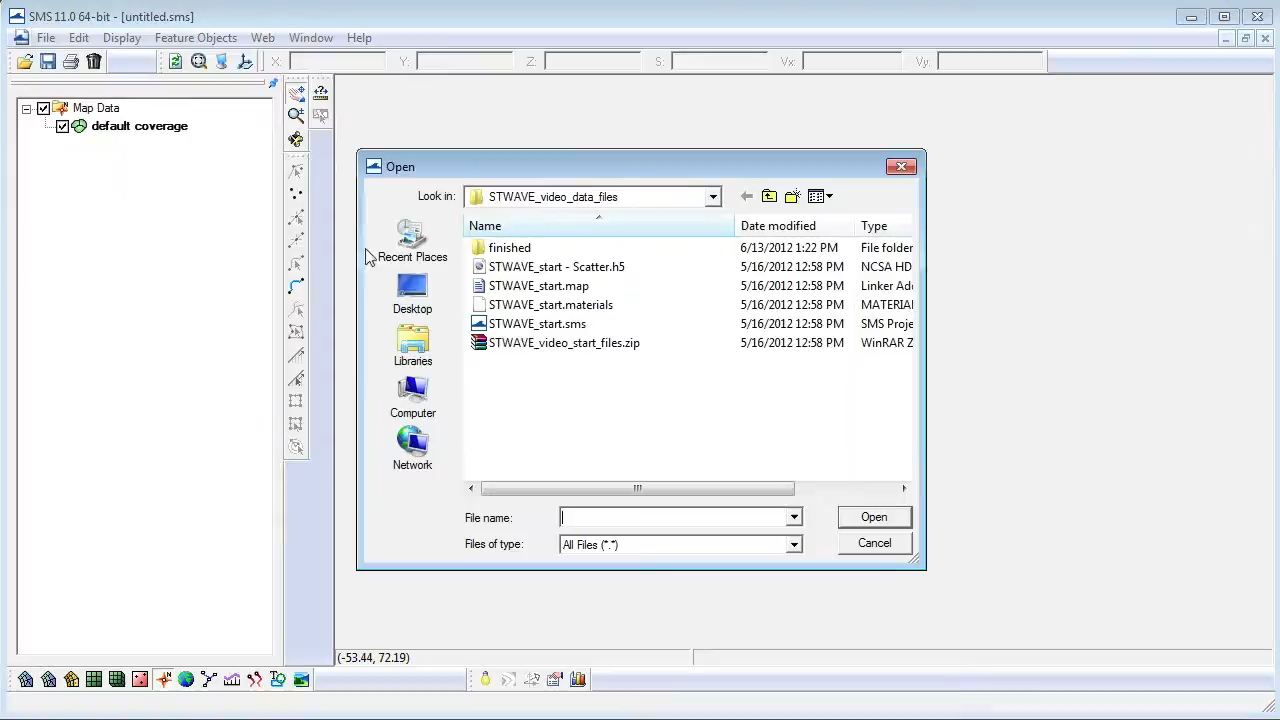 SMS 11.0 64-bit - [untitled.sms]
File Edit Display Feature Objects Web Window Help
X: Y: Z: S: Vx: Vy:
Map Data
default coverage
Open
Look in: STWAVE_video_data_files
Name Date modified Type
finished 6/13/2012 1:22 PM File folder
STWAVE_start - Scatter.h5 5/16/2012 12:58 PM NCSA HD
STWAVE_start.map 5/16/2012 12:58 PM Linker Add
STWAVE_start.materials 5/16/2012 12:58 PM MATERIA
STWAVE_start.sms 5/16/2012 12:58 PM SMS Proje
STWAVE_video_start_files.zip 5/16/2012 12:58 PM WinRAR Z
Recent Places
Desktop
Libraries
Computer
Network
File name: Open
Files of type: All Files (*.*) Cancel
(-53.44, 72.19)